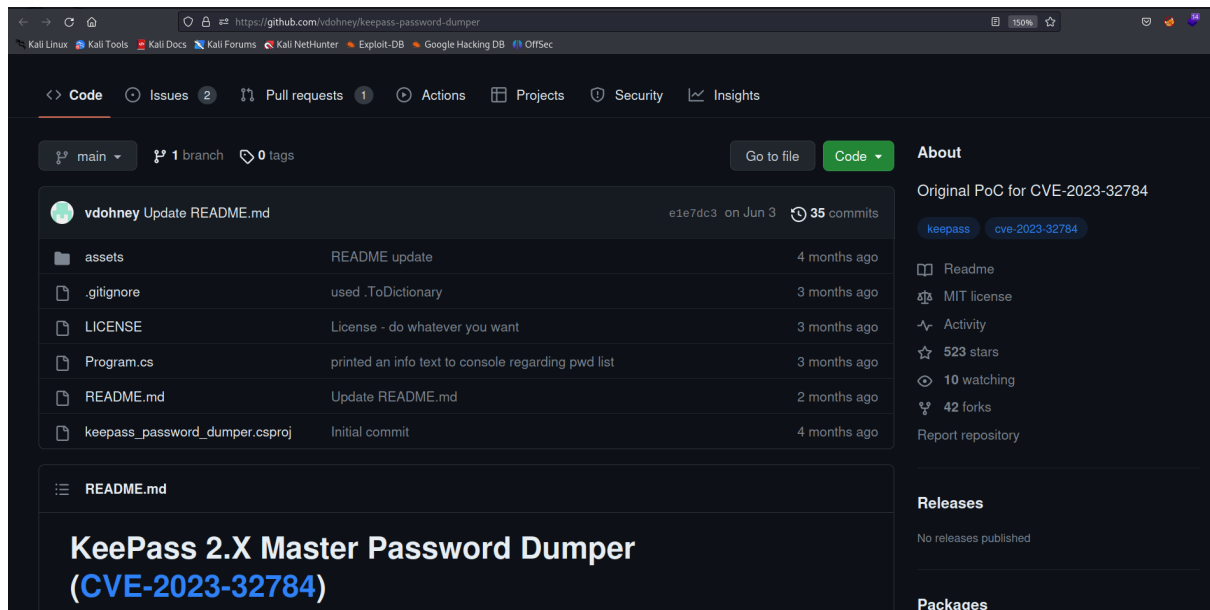 https://github.com/vdohney/keepass-password-dumper 150% 54
Kali Linux Kali Tools Kali Docs Kali Forums Kali NetHunter Exploit-DB Google Hacking DB OffSec
Code Issues 2 Pull requests 1 Actions Projects Security Insights
main 1 branch 0 tags Go to file Code
vdohney Update README.md e1e7dc3 on Jun 3 35 commits
assets README update 4 months ago
.gitignore used .ToDictionary 3 months ago
LICENSE License - do whatever you want 3 months ago
Program.cs printed an info text to console regarding pwd list 3 months ago
README.md Update README.md 2 months ago
keepass_password_dumper.csproj Initial commit 4 months ago
README.md
KeePass 2.X Master Password Dumper
(CVE-2023-32784)
About
Original PoC for CVE-2023-32784
keepass cve-2023-32784
Readme
MIT license
Activity
523 stars
10 watching
42 forks
Report repository
Releases
No releases published
Packages